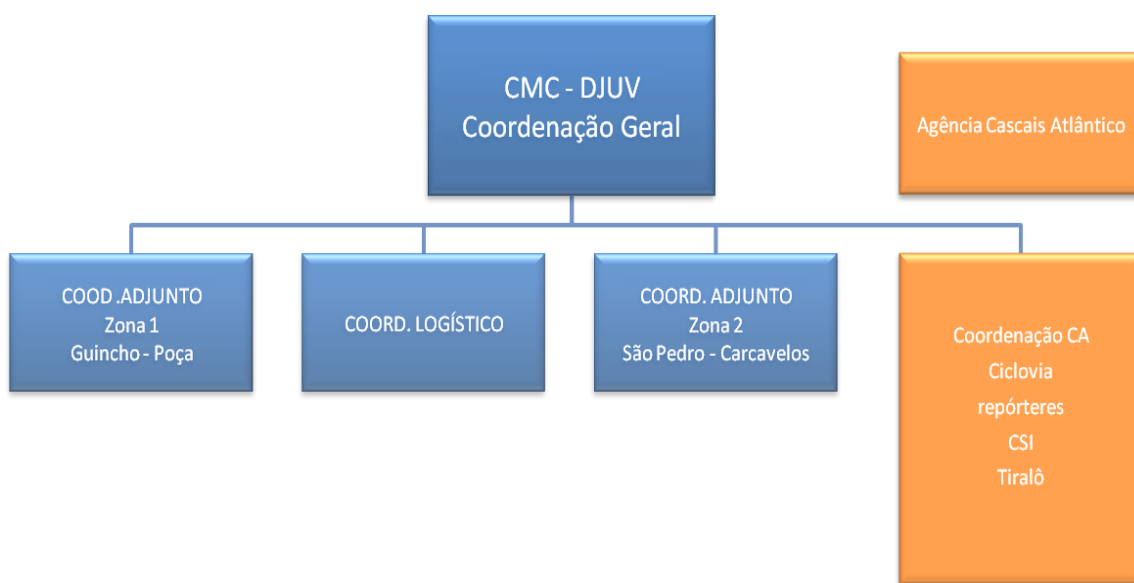 CMC - DJUV
Coordenação Geral
Agência Cascais Atlântico
COOD .ADJUNTO
Zona 1
Guincho - Poça
COORD. LOGÍSTICO
COORD. ADJUNTO
Zona 2
São Pedro - Carcavelos
Coordenação CA
Ciclovia
repórteres
CSI
Tiralô